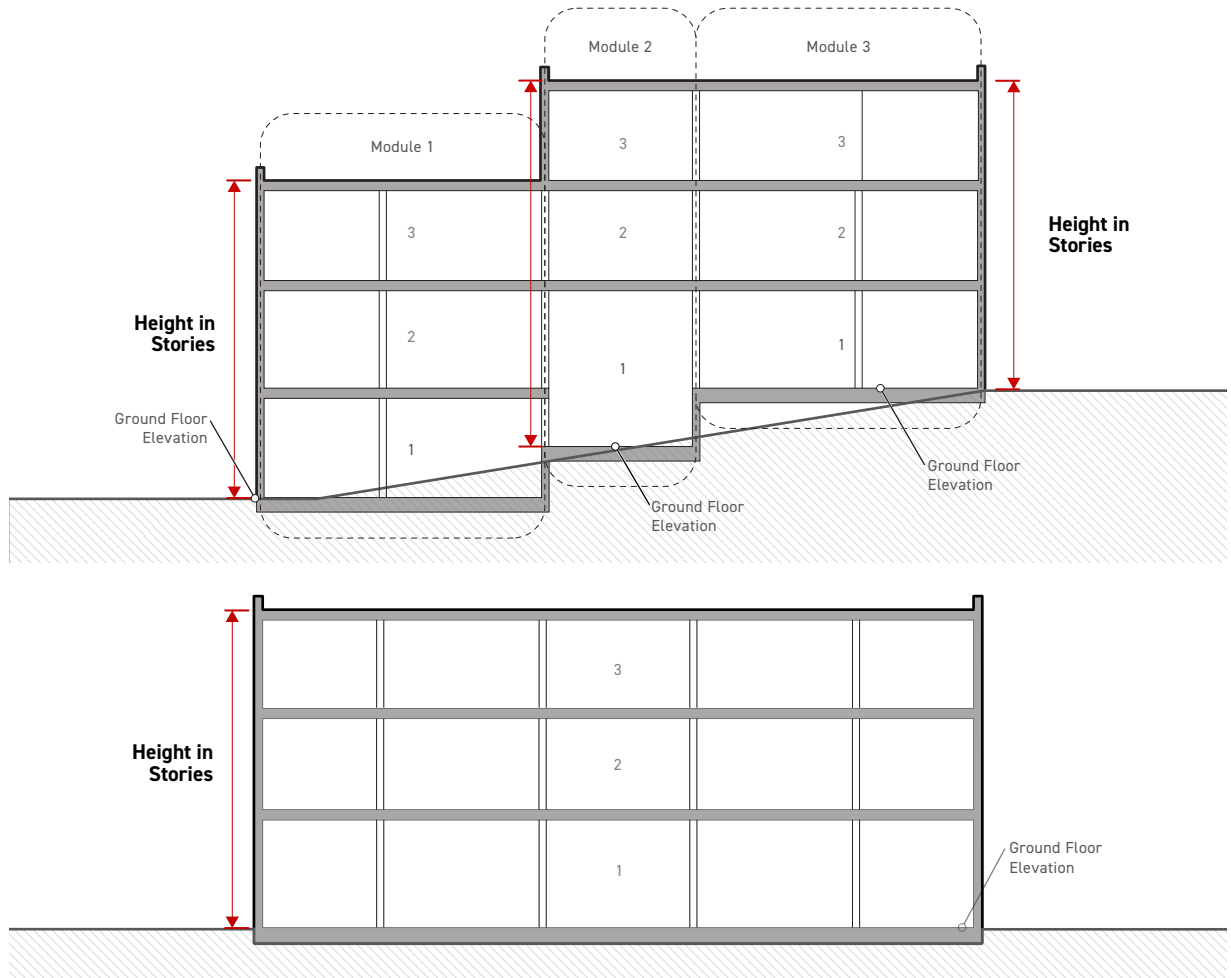 Module 2
Module 3
Module 1
3
3
3
2
2
Height in
Stories
Height in
Stories
2
1
1
Ground Floor
Elevation
1
Ground Floor
Elevation
Ground Floor
Elevation
3
Height in
Stories
2
Ground Floor
Elevation
1